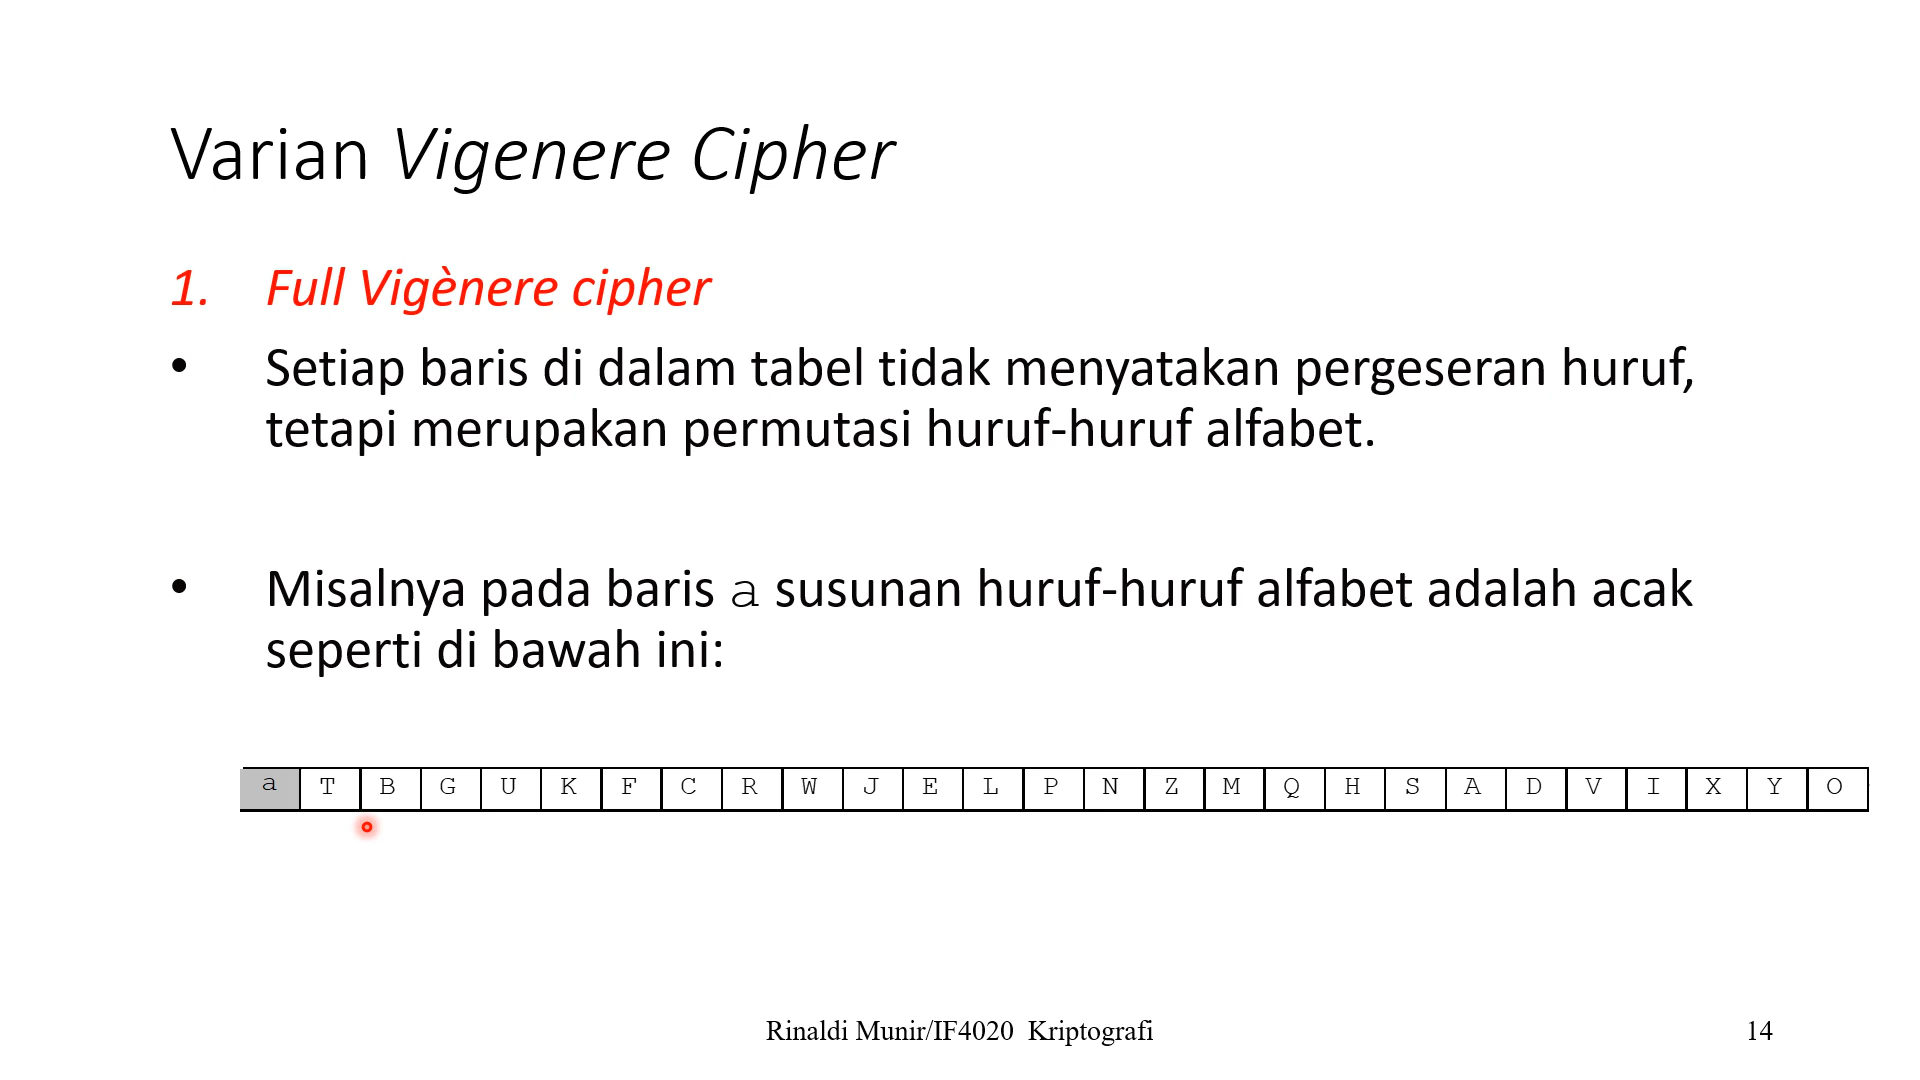 Varian Vigenere Cipher
1. Full Vigènere cipher
• Setiap baris di dalam tabel tidak menyatakan pergeseran huruf,
tetapi merupakan permutasi huruf-huruf alfabet.
• Misalnya pada baris a susunan huruf-huruf alfabet adalah acak
seperti di bawah ini:
a T B G U K F C R W J E L P N Z M Q H S A D V I X Y O
Rinaldi Munir/IF4020 Kriptografi 14